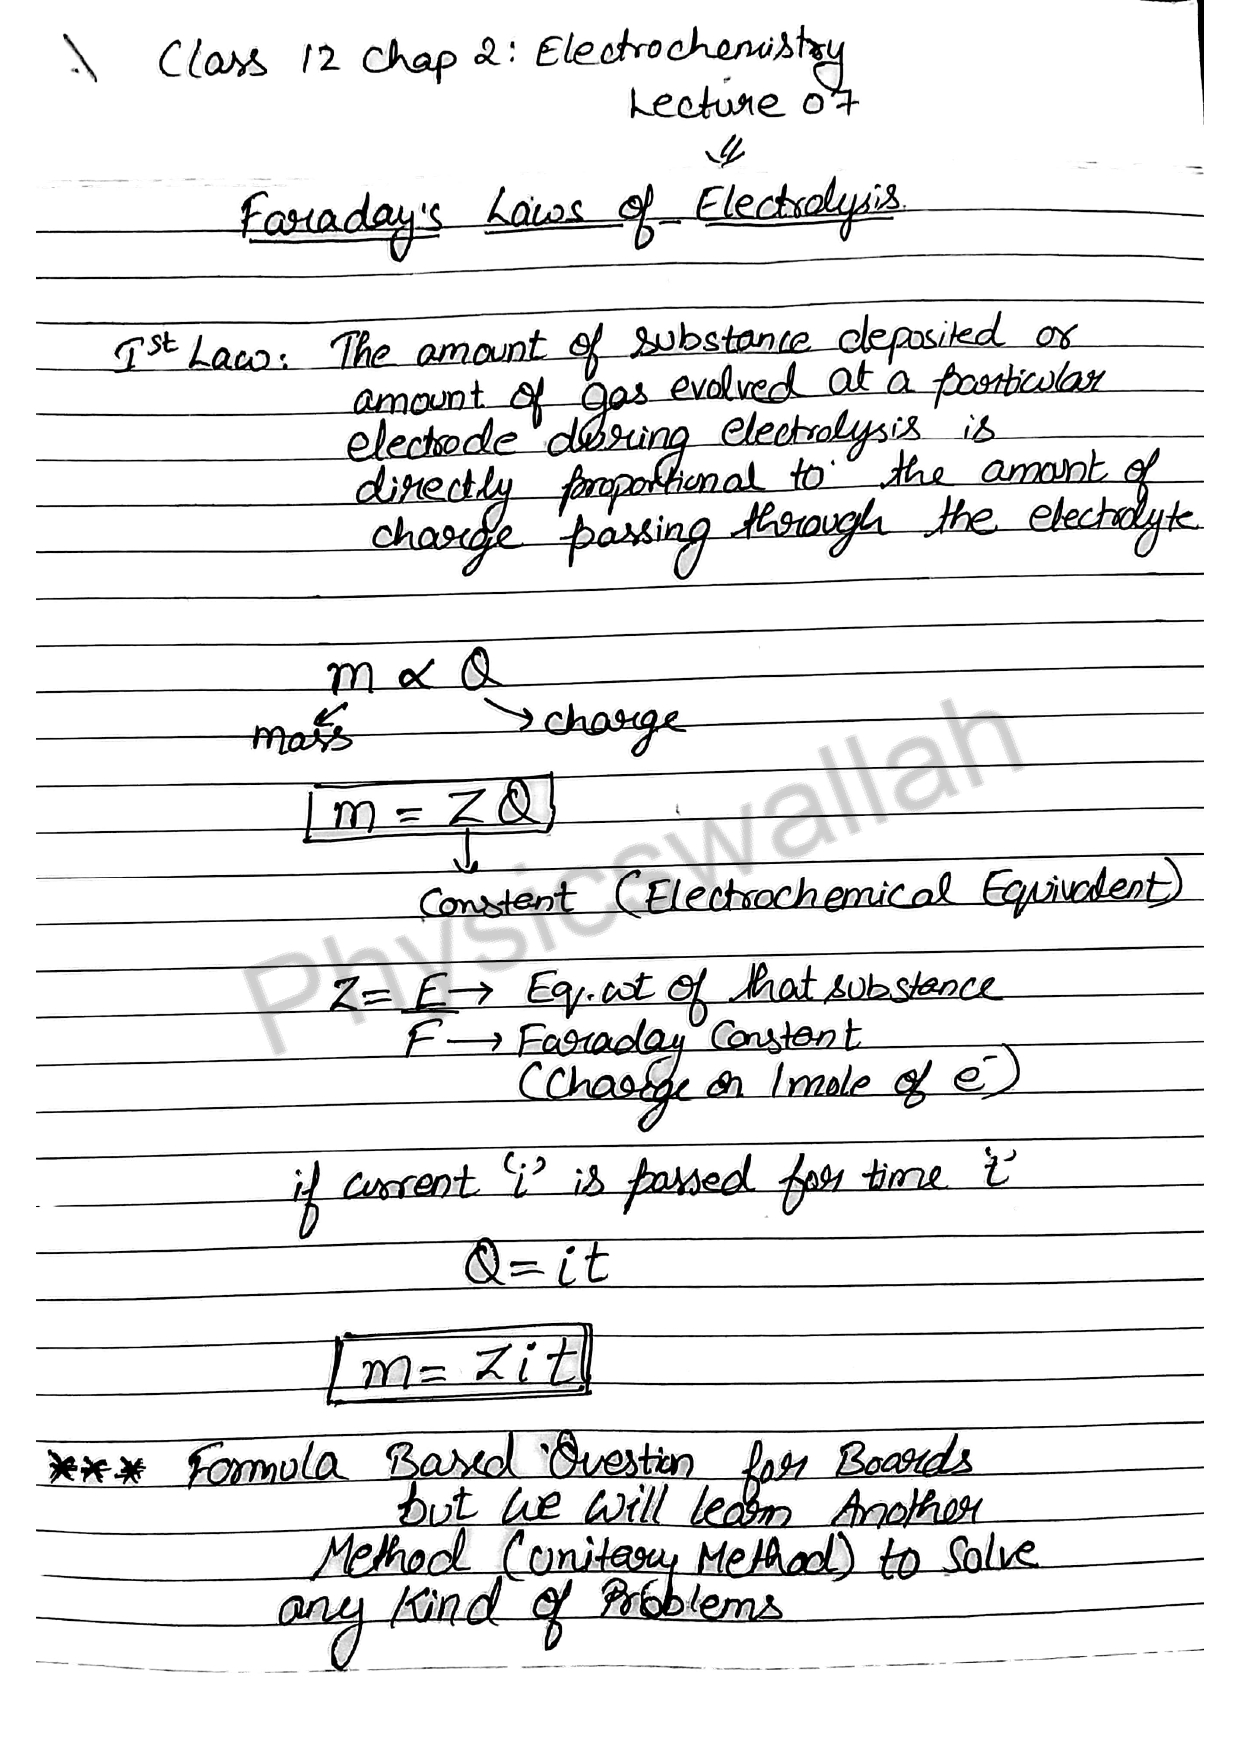 Class 12 Chap 2: Electrochemistry
Lecture 07
Faraday's Laws of Electrolysis.
Ist Law: The amount of substance deposited or
amount of gas evolved at a particular
electrode during electrolysis is
directly proportional to the amount of
charge passing through the electrolyte
m ∝ Q
mass charge
m = ZQ
Constent (Electrochemical Equivalent)
Z = E → Eq. wt of that substance
F → Faraday Constant
(Charge on 1 mole of e⁻)
if current 'i' is passed for time 't'
Q = it
m = Zit
*** Formula Based Question for Boards
but we will learn Another
Method (Unitary Method) to solve
any Kind of Problems
Physicswallah